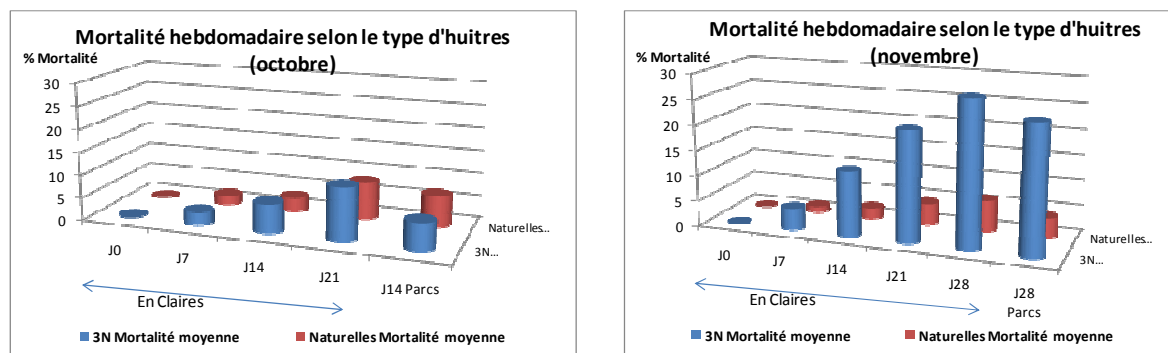 Mortalité hebdomadaire selon le type d'huitres
(octobre)
% Mortalité
30
25
20
15
10
5
0
J0
J7
J14
J21
J14 Parcs
Naturelles...
3N...
En Claires
3N Mortalité moyenne
Naturelles Mortalité moyenne
Mortalité hebdomadaire selon le type d'huitres
(novembre)
% Mortalité
30
25
20
15
10
5
0
J0
J7
J14
J21
J28
J28
Parcs
Naturelles...
3N...
En Claires
3N Mortalité moyenne
Naturelles Mortalité moyenne